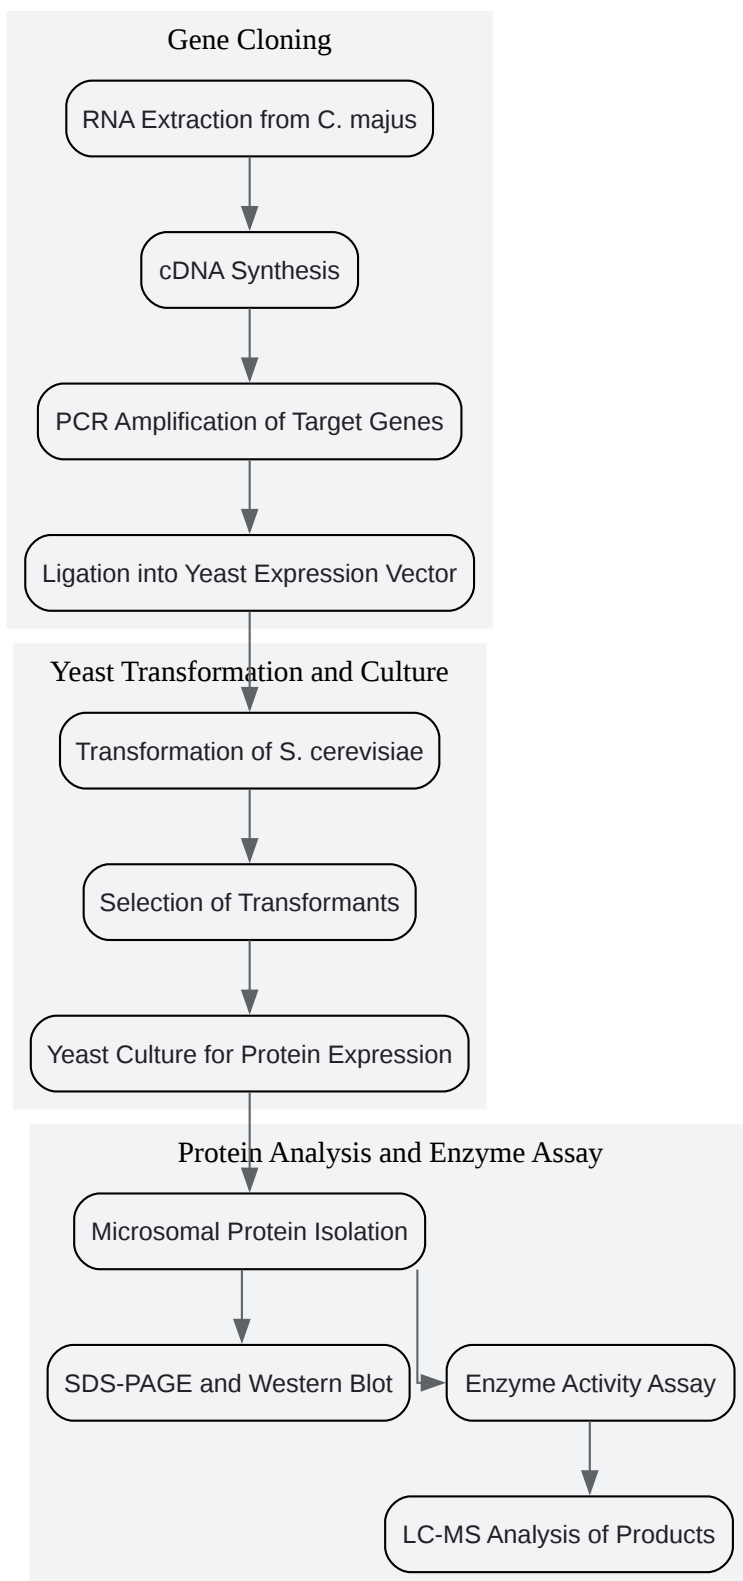 Gene Cloning
RNA Extraction from C. majus
cDNA Synthesis
PCR Amplification of Target Genes
Ligation into Yeast Expression Vector
Yeast Transformation and Culture
Transformation of S. cerevisiae
Selection of Transformants
Yeast Culture for Protein Expression
Protein Analysis and Enzyme Assay
Microsomal Protein Isolation
SDS-PAGE and Western Blot
Enzyme Activity Assay
LC-MS Analysis of Products